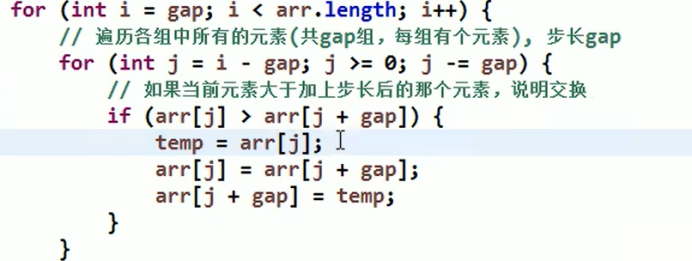 for (int i = gap; i < arr.length; i++) {
// 遍历各组中所有的元素(共gap组，每组有个元素), 步长gap
for (int j = i - gap; j >= 0; j -= gap) {
// 如果当前元素大于加上步长后的那个元素，说明交换
if (arr[j] > arr[j + gap]) {
temp = arr[j];
arr[j] = arr[j + gap];
arr[j + gap] = temp;
}
}